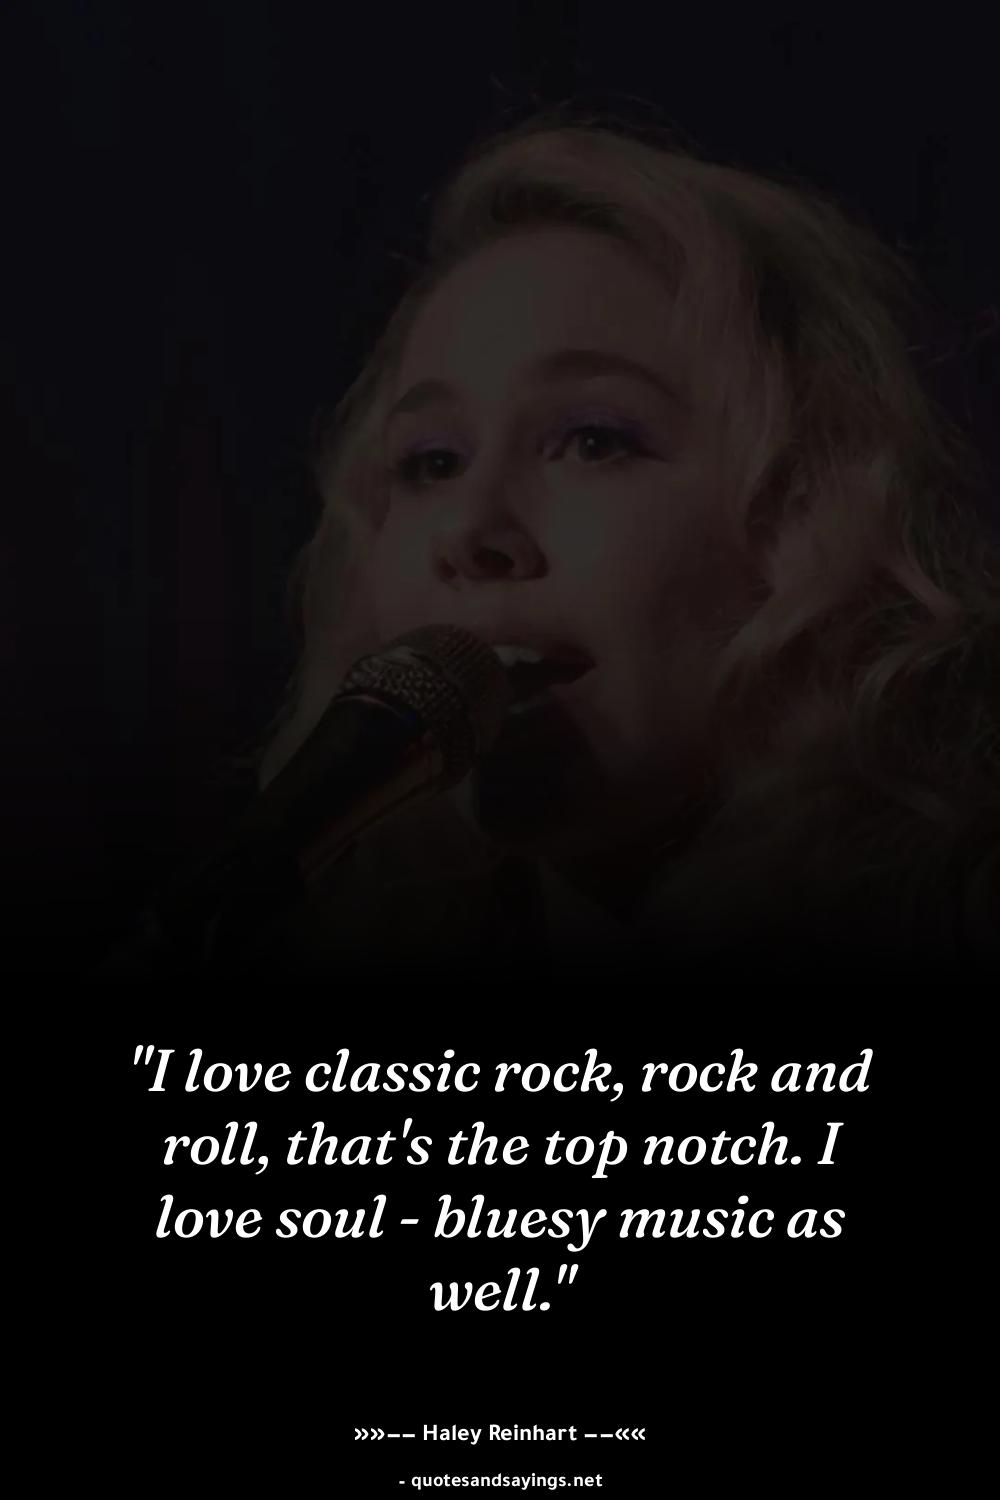 "I love classic rock, rock and
roll, that's the top notch. I
love soul - bluesy music as
well."
»»−− Haley Reinhart −−««
- quotesandsayings.net